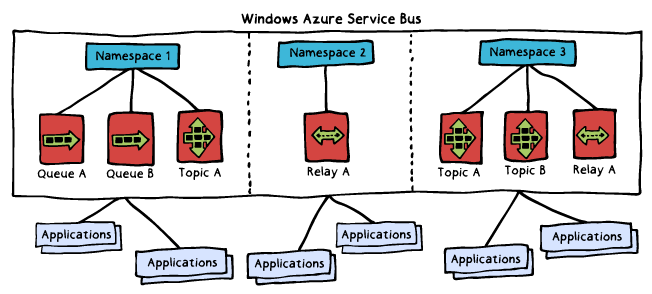 Windows Azure Service Bus
Namespace 1
Namespace 2
Namespace 3
Queue A
Queue B
Topic A
Relay A
Topic A
Topic B
Relay A
Applications
Applications
Applications
Applications
Applications
Applications